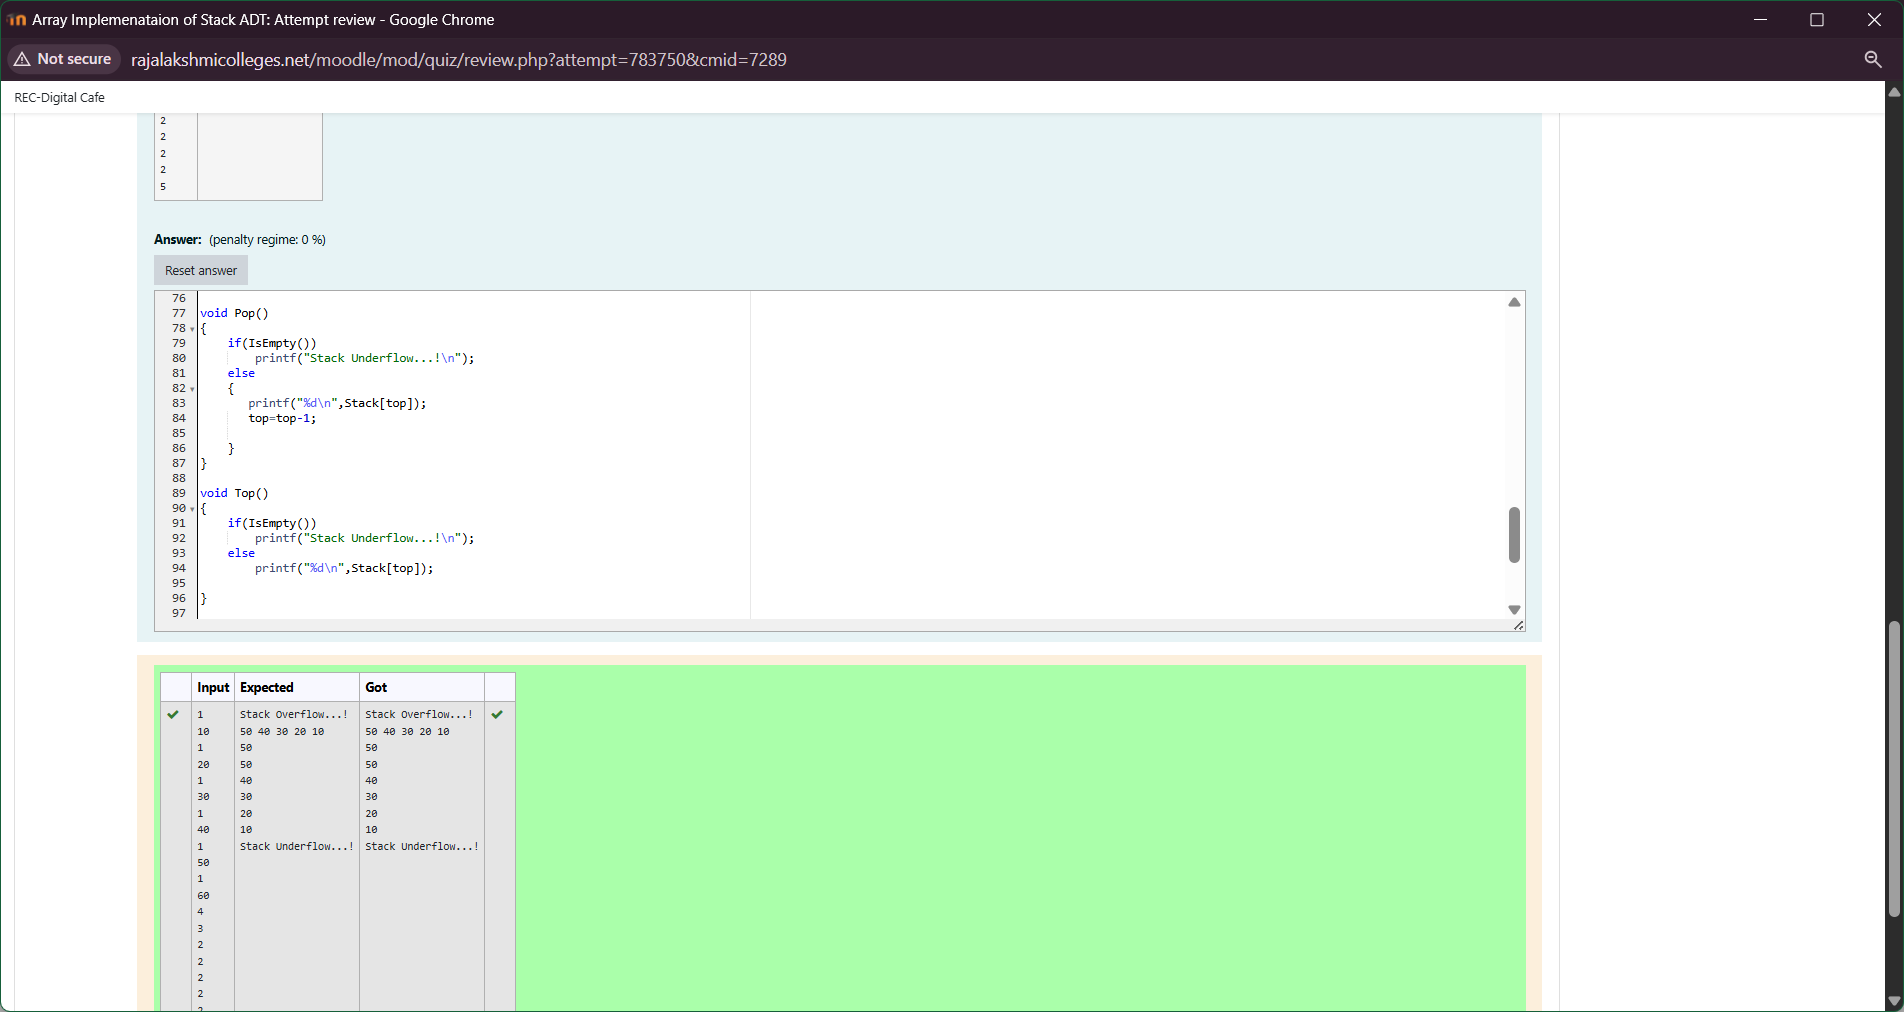 in Array Implemenataion of Stack ADT: Attempt review - Google Chrome
Not secure rajalakshmicolleges.net/moodle/mod/quiz/review.php?attempt=783750&cmid=7289
REC-Digital Cafe
2
2
2
2
5
Answer: (penalty regime: 0 %)
Reset answer
76
77 void Pop()
78 {
79 if(IsEmpty())
80 printf("Stack Underflow...!\n");
81 else
82 {
83 printf("%d\n",Stack[top]);
84 top=top-1;
85
86 }
87 }
88
89 void Top()
90 {
91 if(IsEmpty())
92 printf("Stack Underflow...!\n");
93 else
94 printf("%d\n",Stack[top]);
95
96 }
97
Input Expected Got
1 Stack Overflow...! Stack Overflow...!
10 50 40 30 20 10 50 40 30 20 10
1 50 50
20 50 50
1 40 40
30 30 30
1 20 20
40 10 10
1 Stack Underflow...! Stack Underflow...!
50
1
60
4
3
2
2
2
2
2